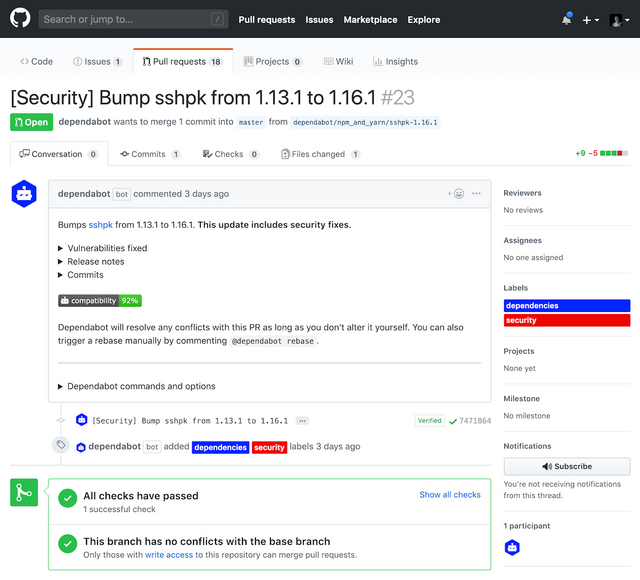 Search or jump to... /
Pull requests Issues Marketplace Explore
Code Issues 1 Pull requests 18 Projects 0 Wiki Insights
[Security] Bump sshpk from 1.13.1 to 1.16.1 #23
Open dependabot wants to merge 1 commit into master from dependabot/npm_and_yarn/sshpk-1.16.1
Conversation 0 Commits 1 Checks 0 Files changed 1 +9 −5
dependabot bot commented 3 days ago
Bumps sshpk from 1.13.1 to 1.16.1. This update includes security fixes.
Vulnerabilities fixed
Release notes
Commits
compatibility 92%
Dependabot will resolve any conflicts with this PR as long as you don't alter it yourself. You can also
trigger a rebase manually by commenting @dependabot rebase.
Dependabot commands and options
[Security] Bump sshpk from 1.13.1 to 1.16.1 ... Verified 7471864
dependabot bot added dependencies security labels 3 days ago
All checks have passed Show all checks
1 successful check
This branch has no conflicts with the base branch
Only those with write access to this repository can merge pull requests.
Reviewers
No reviews
Assignees
No one assigned
Labels
dependencies
security
Projects
None yet
Milestone
No milestone
Notifications
Subscribe
You're not receiving notifications
from this thread.
1 participant